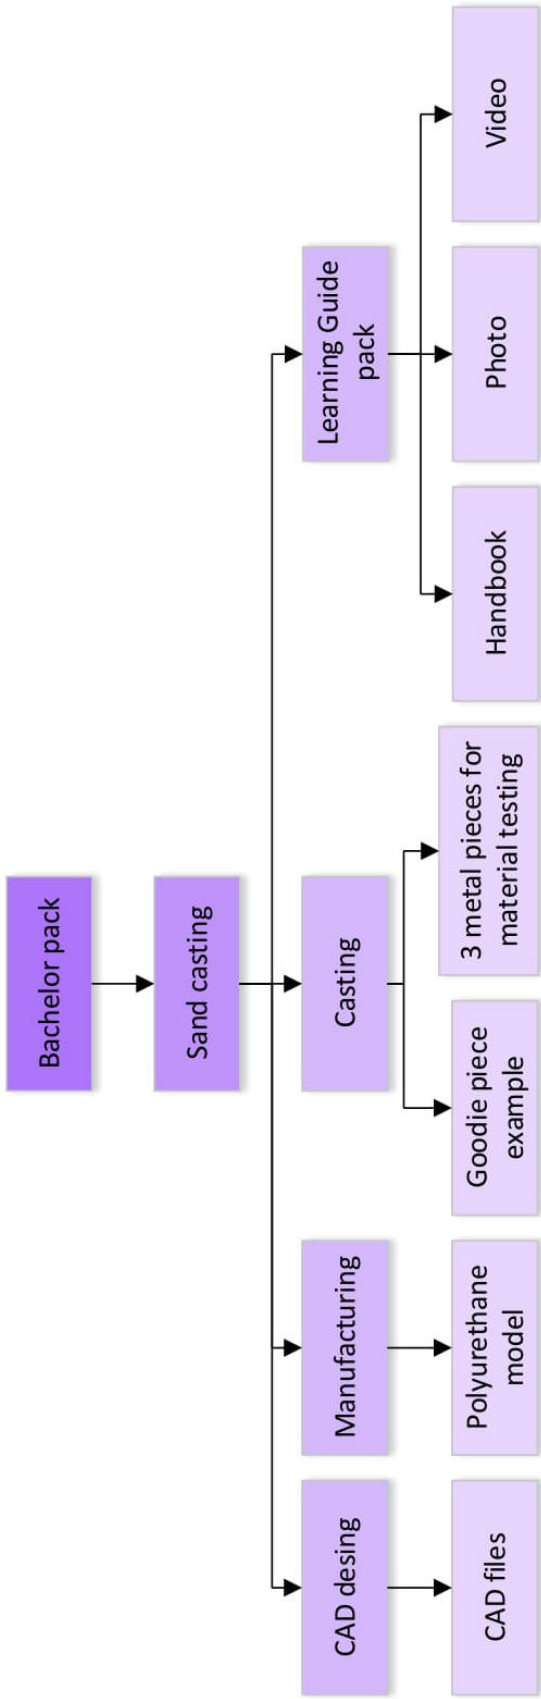 Bachelor pack
Sand casting
CAD desing
Manufacturing
Casting
Learning Guide
pack
CAD files
Polyurethane
model
Goodie piece
example
3 metal pieces for
material testing
Handbook
Photo
Video